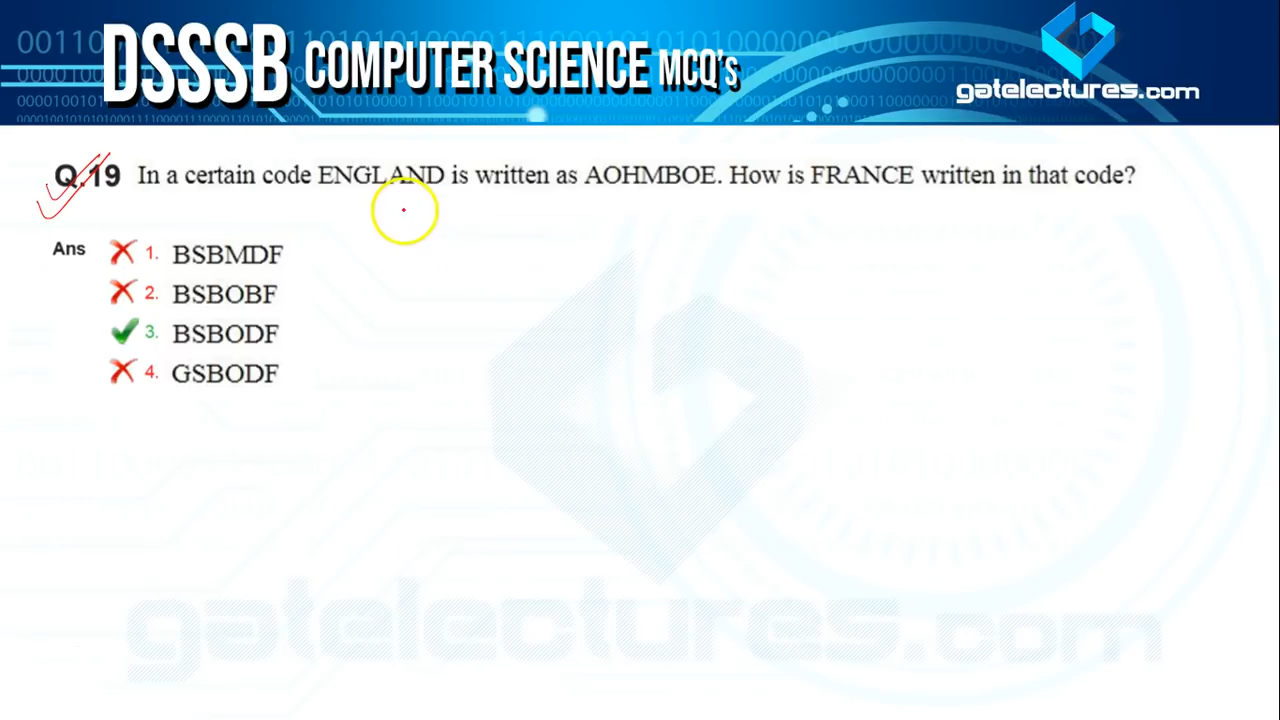 DSSSB COMPUTER SCIENCE MCQ'S
gatelectures.com
Q.19 In a certain code ENGLAND is written as AOHMBOE. How is FRANCE written in that code?
Ans
1. BSBMDF
2. BSBOBF
3. BSBODF
4. GSBODF
gatelectures.com